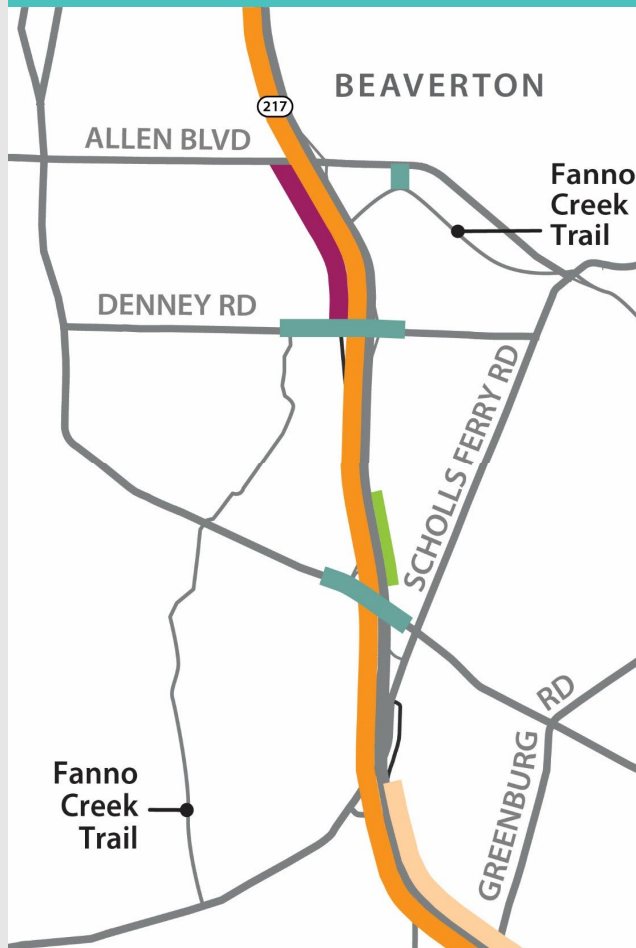 BEAVERTON
217
ALLEN BLVD
Fanno
Creek
Trail
DENNEY RD
SCHOLLS FERRY RD
GREENBURG RD
Fanno
Creek
Trail